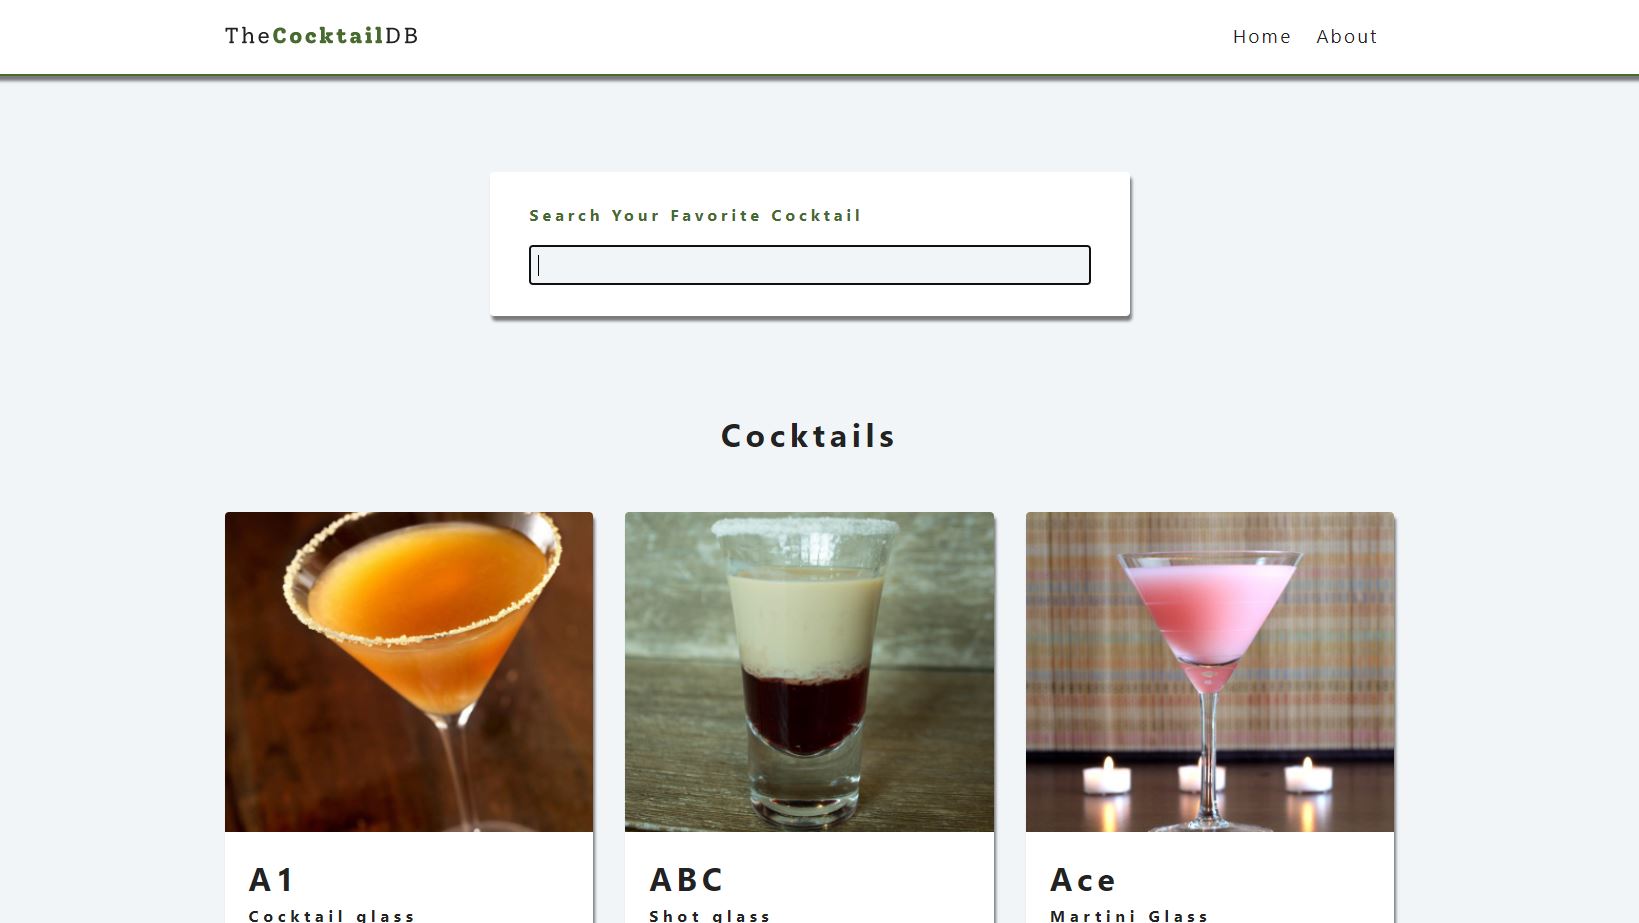 TheCocktailDB
Home About
Search Your Favorite Cocktail
Cocktails
A1
Cocktail glass
ABC
Shot glass
Ace
Martini Glass